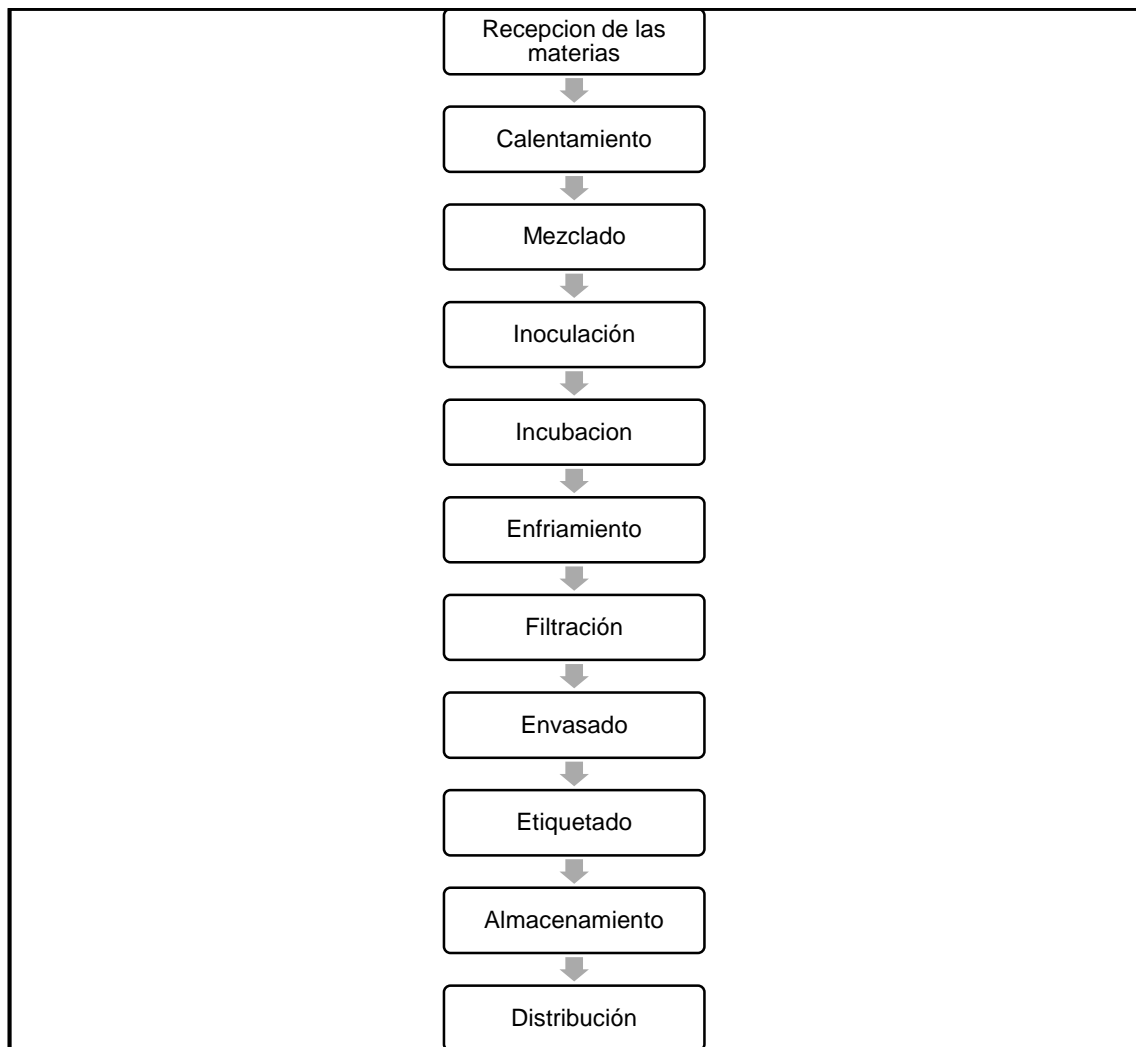 Recepcion de las
materias
Calentamiento
Mezclado
Inoculación
Incubacion
Enfriamiento
Filtración
Envasado
Etiquetado
Almacenamiento
Distribución